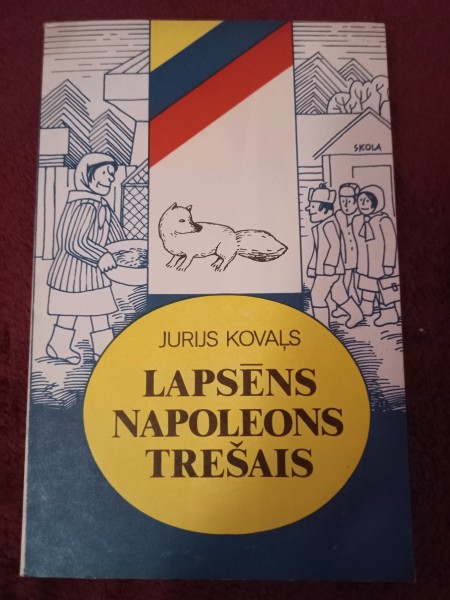 SKOLA
JURIJS KOVAĻS
LAPSĒNS
NAPOLEONS
TREŠAIS